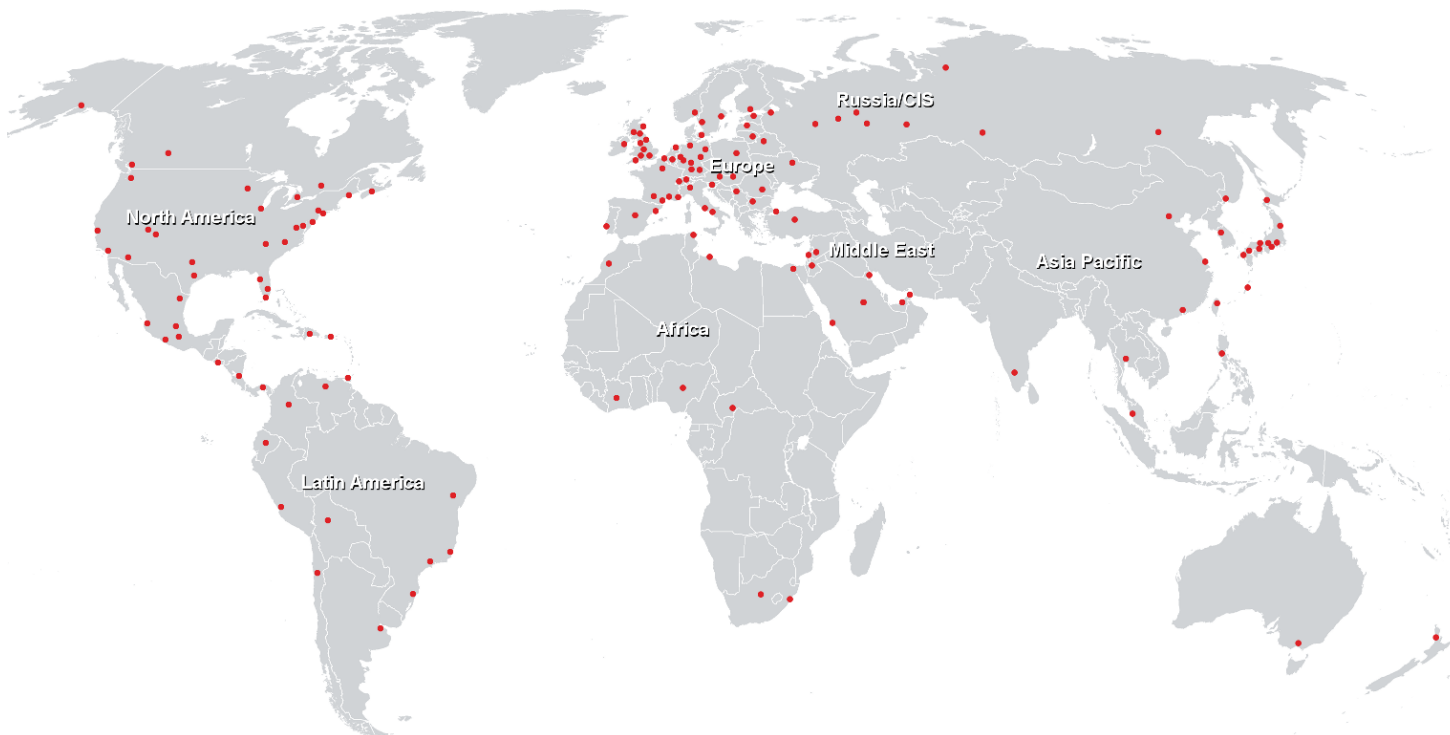 Russia/CIS
Europe
North America
Middle East
Asia Pacific
Africa
Latin America